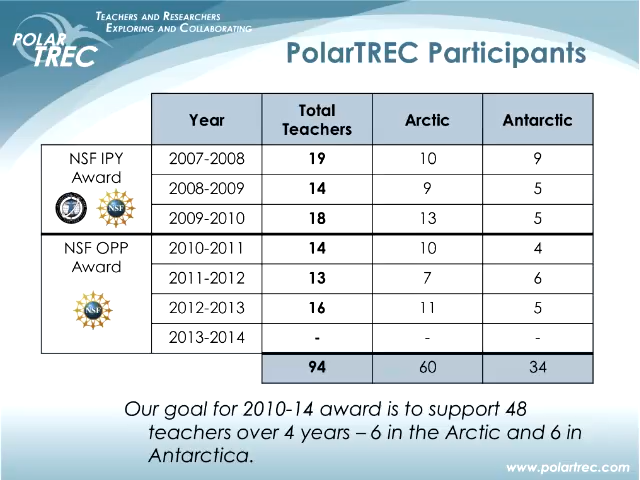 TEACHERS AND RESEARCHERS
EXPLORING AND COLLABORATING
POLAR
TREC
PolarTREC Participants
Year Total Teachers Arctic Antarctic
NSF IPY Award
2007-2008 19 10 9
2008-2009 14 9 5
NSF
2009-2010 18 13 5
NSF OPP Award
2010-2011 14 10 4
2011-2012 13 7 6
NSF
2012-2013 16 11 5
2013-2014 - - -
94 60 34
Our goal for 2010-14 award is to support 48
teachers over 4 years – 6 in the Arctic and 6 in
Antarctica.
www.polartrec.com